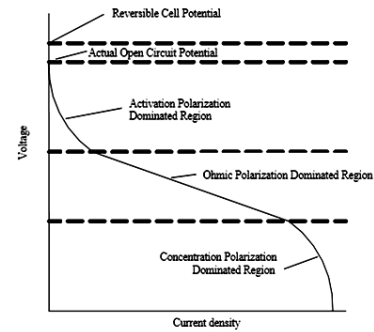 Reversible Cell Potential
Actual Open Circuit Potential
Activation Polarization
Dominated Region
Voltage
Ohmic Polarization Dominated Region
Concentration Polarization
Dominated Region
Current density